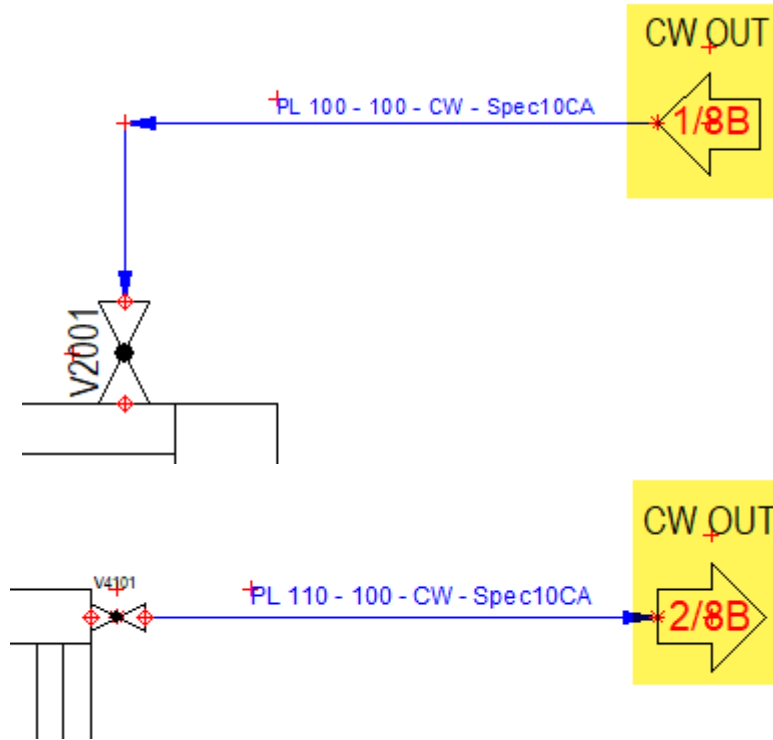 CW OUT
PL 100 - 100 - CW - Spec10CA
1/8B
V2001
CW OUT
V4101
PL 110 - 100 - CW - Spec10CA
2/8B